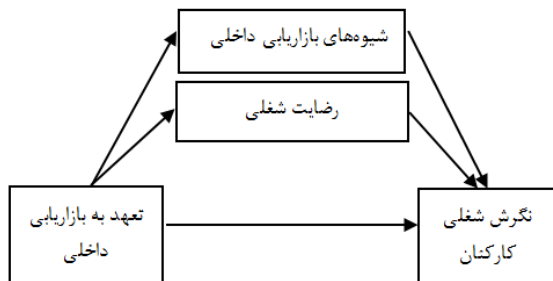 شیوه‌های بازاریابی داخلی
رضایت شغلی
تعهد به بازاریابی
داخلی
نگرش شغلی
کارکنان